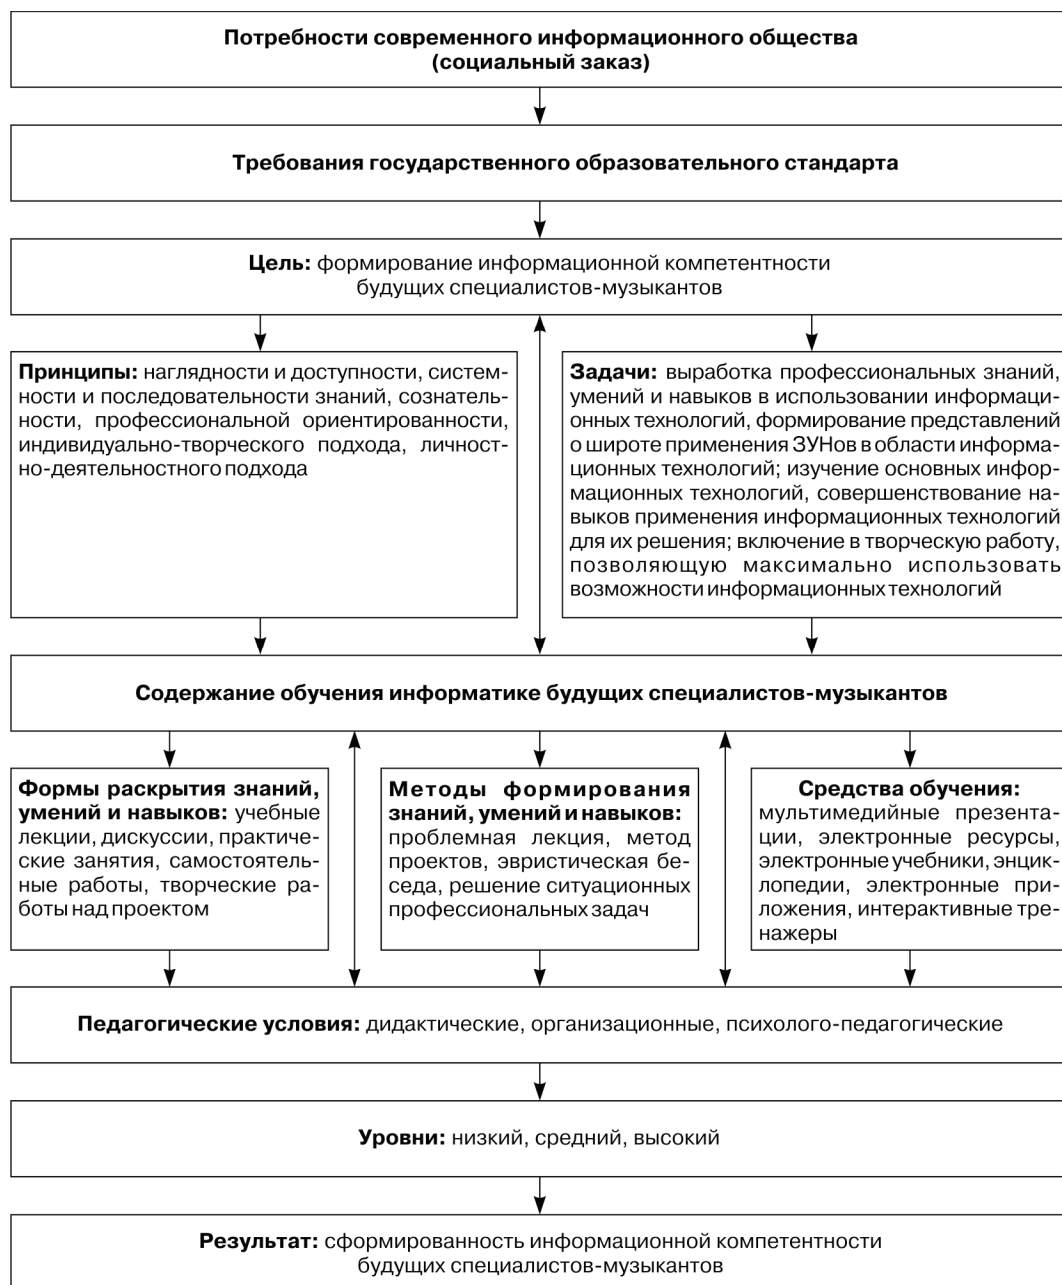 Потребности современного информационного общества
(социальный заказ)
Требования государственного образовательного стандарта
Цель: формирование информационной компетентности
будущих специалистов-музыкантов
Принципы: наглядности и доступности, систем-
ности и последовательности знаний, сознатель-
ности, профессиональной ориентированности,
индивидуально-творческого подхода, личност-
но-деятельностного подхода
Задачи: выработка профессиональных знаний,
умений и навыков в использовании информаци-
онных технологий, формирование представлений
о широте применения ЗУНов в области информа-
ционных технологий; изучение основных инфор-
мационных технологий, совершенствование на-
выков применения информационных технологий
для их решения; включение в творческую работу,
позволяющую максимально использовать
возможности информационных технологий
Содержание обучения информатике будущих специалистов-музыкантов
Формы раскрытия знаний,
умений и навыков: учебные
лекции, дискуссии, практиче-
ские занятия, самостоятель-
ные работы, творческие ра-
боты над проектом
Методы формирования
знаний, умений и навыков:
проблемная лекция, метод
проектов, эвристическая бе-
седа, решение ситуационных
профессиональных задач
Средства обучения:
мультимедийные презента-
ции, электронные ресурсы,
электронные учебники, энцик-
лопедии, электронные при-
ложения, интерактивные тре-
нажеры
Педагогические условия: дидактические, организационные, психолого-педагогические
Уровни: низкий, средний, высокий
Результат: сформированность информационной компетентности
будущих специалистов-музыкантов